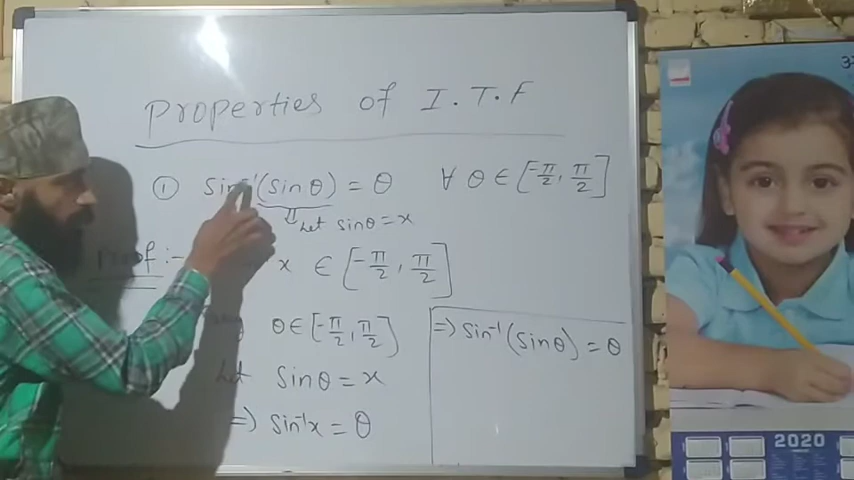 Properties of I.T.F
① Sin⁻¹(sin θ) = θ ∀ θ ∈ [-π/2, π/2]
Let sinθ = x
Proof :-
x ∈ [-π/2, π/2]
θ ∈ [-π/2, π/2]
Let sinθ = x
=) sin⁻¹x = θ
=) Sin⁻¹(Sinθ) = θ
2020